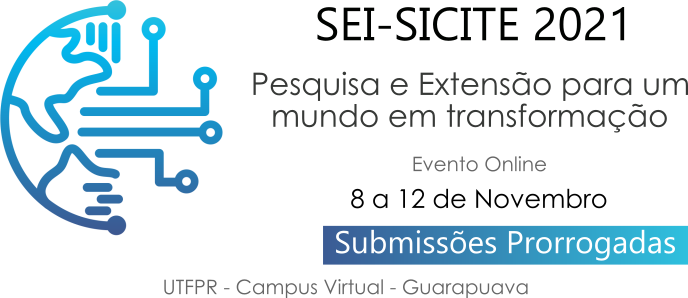 SEI-SICITE 2021
Pesquisa e Extensão para um
mundo em transformação
Evento Online
8 a 12 de Novembro
Submissões Prorrogadas
UTFPR - Campus Virtual - Guarapuava